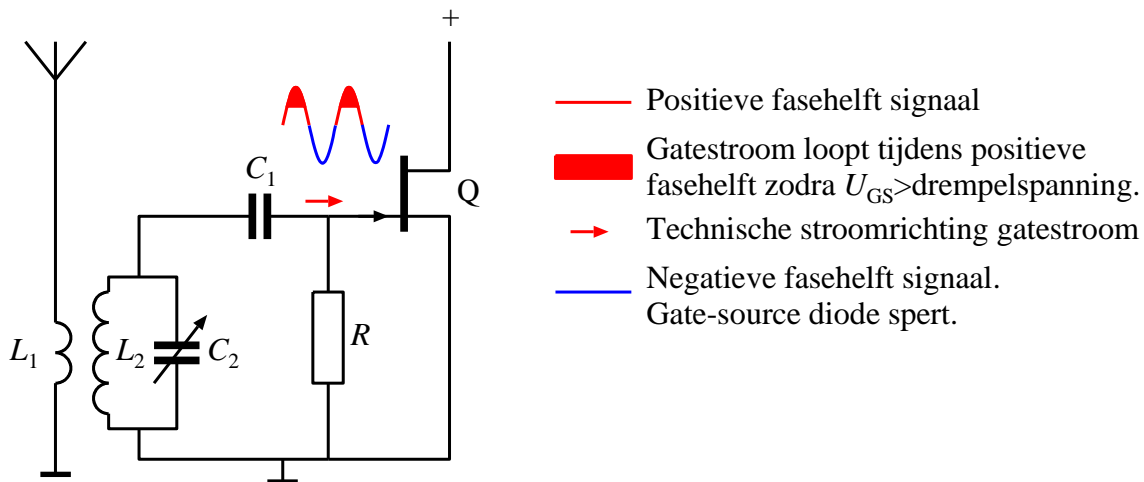 +
C1
Q
L1
L2
C2
R
Positieve fasehelft signaal
Gatestroom loopt tijdens positieve
fasehelft zodra UGS>drempelspanning.
Technische stroomrichting gatestroom
Negatieve fasehelft signaal.
Gate-source diode spert.